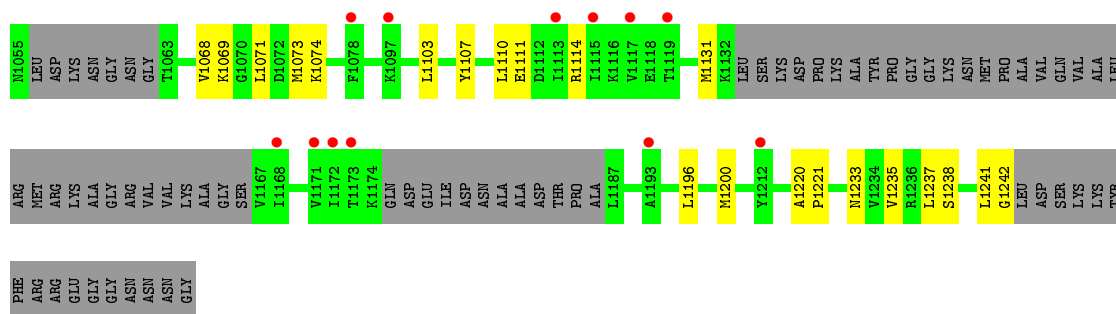 N1055 LEU ASP LYS ASN GLY ASN GLY T1063 V1068 K1069 G1070 L1071 D1072 M1073 K1074 F1078 K1097 L1103 Y1107 L1110 E1111 D1112 I1113 R1114 I1115 K1116 V1117 E1118 T1119 M1131 K1132 LEU SER LYS ASP PRO LYS ALA TYR PRO GLY GLY LYS ASN MET PRO ALA VAL GLN VAL ALA LEU
ARG MET ARG LYS ALA GLY ARG VAL VAL LYS ALA GLY SER V1167 I1168 V1171 I1172 T1173 K1174 GLN ASP GLU ILE ASP ASN ALA ALA ASP THR PRO ALA L1187 A1193 L1196 M1200 Y1212 A1220 P1221 N1233 V1234 V1235 R1236 L1237 S1238 L1241 G1242 LEU ASP SER LYS LYS TYR
PHE ARG ARG GLU GLY GLY ASN ASN ASN GLY